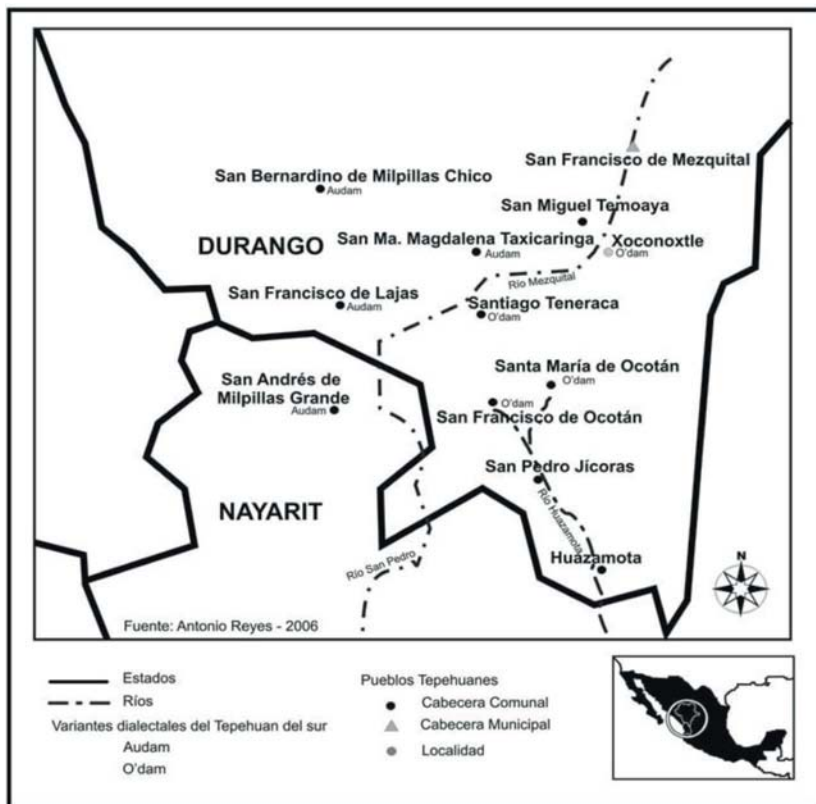 San Francisco de Mezquital
San Bernardino de Milpillas Chico
Audam
San Miguel Temoaya
DURANGO
San Ma. Magdalena Taxicaringa
Audam
Xoconoxtle
O'dam
Río Mezquital
San Francisco de Lajas
Audam
Santiago Teneraca
O'dam
Santa María de Ocotán
O'dam
San Andrés de
Milpillas Grande
Audam
O'dam
San Francisco de Ocotán
San Pedro Jícoras
NAYARIT
Río Huazamota
Huazamota
Río San Pedro
N
Fuente: Antonio Reyes - 2006
Estados
Ríos
Variantes dialectales del Tepehuan del sur
Audam
O'dam
Pueblos Tepehuanes
Cabecera Comunal
Cabecera Municipal
Localidad